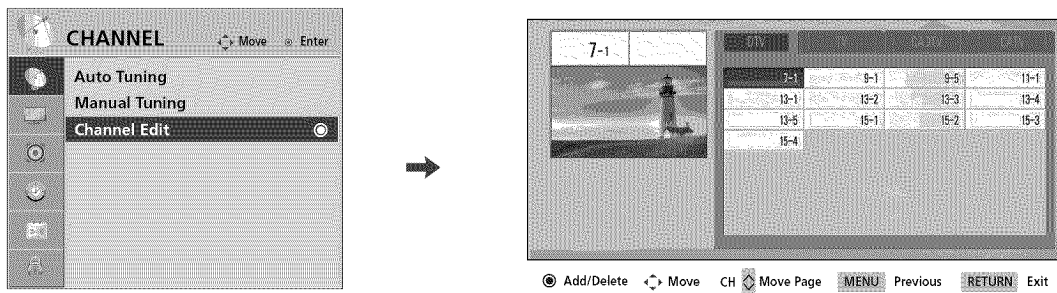 CHANNEL Move Enter
Auto Tuning
Manual Tuning
Channel Edit
7-1
DTV
7-1 9-1 9-5 11-1
13-1 13-2 13-3 13-4
13-5 15-1 15-2 15-3
15-4
Add/Delete Move CH Move Page MENU Previous RETURN Exit